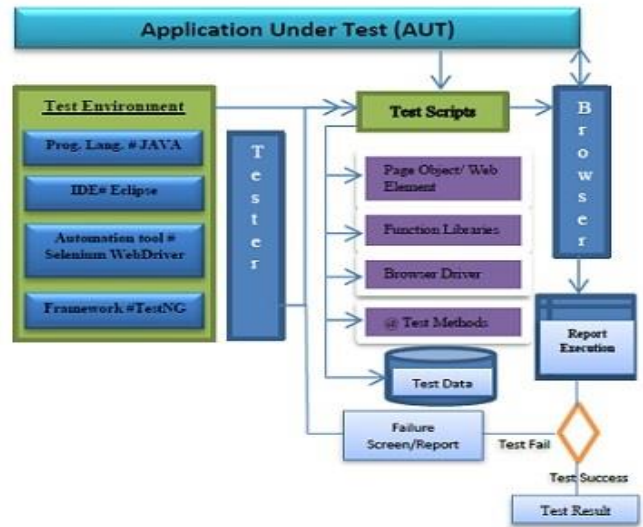 Application Under Test (AUT)
Test Environment
Prog. Lang. # JAVA
IDE# Eclipse
Automation tool #
Selenium WebDriver
Framework #TestNG
Tester
Test Scripts
Page Object/ Web
Element
Function Libraries
Browser Driver
@ Test Methods
Test Data
Browser
Report
Execution
Failure
Screen/Report
Test Fail
Test Success
Test Result